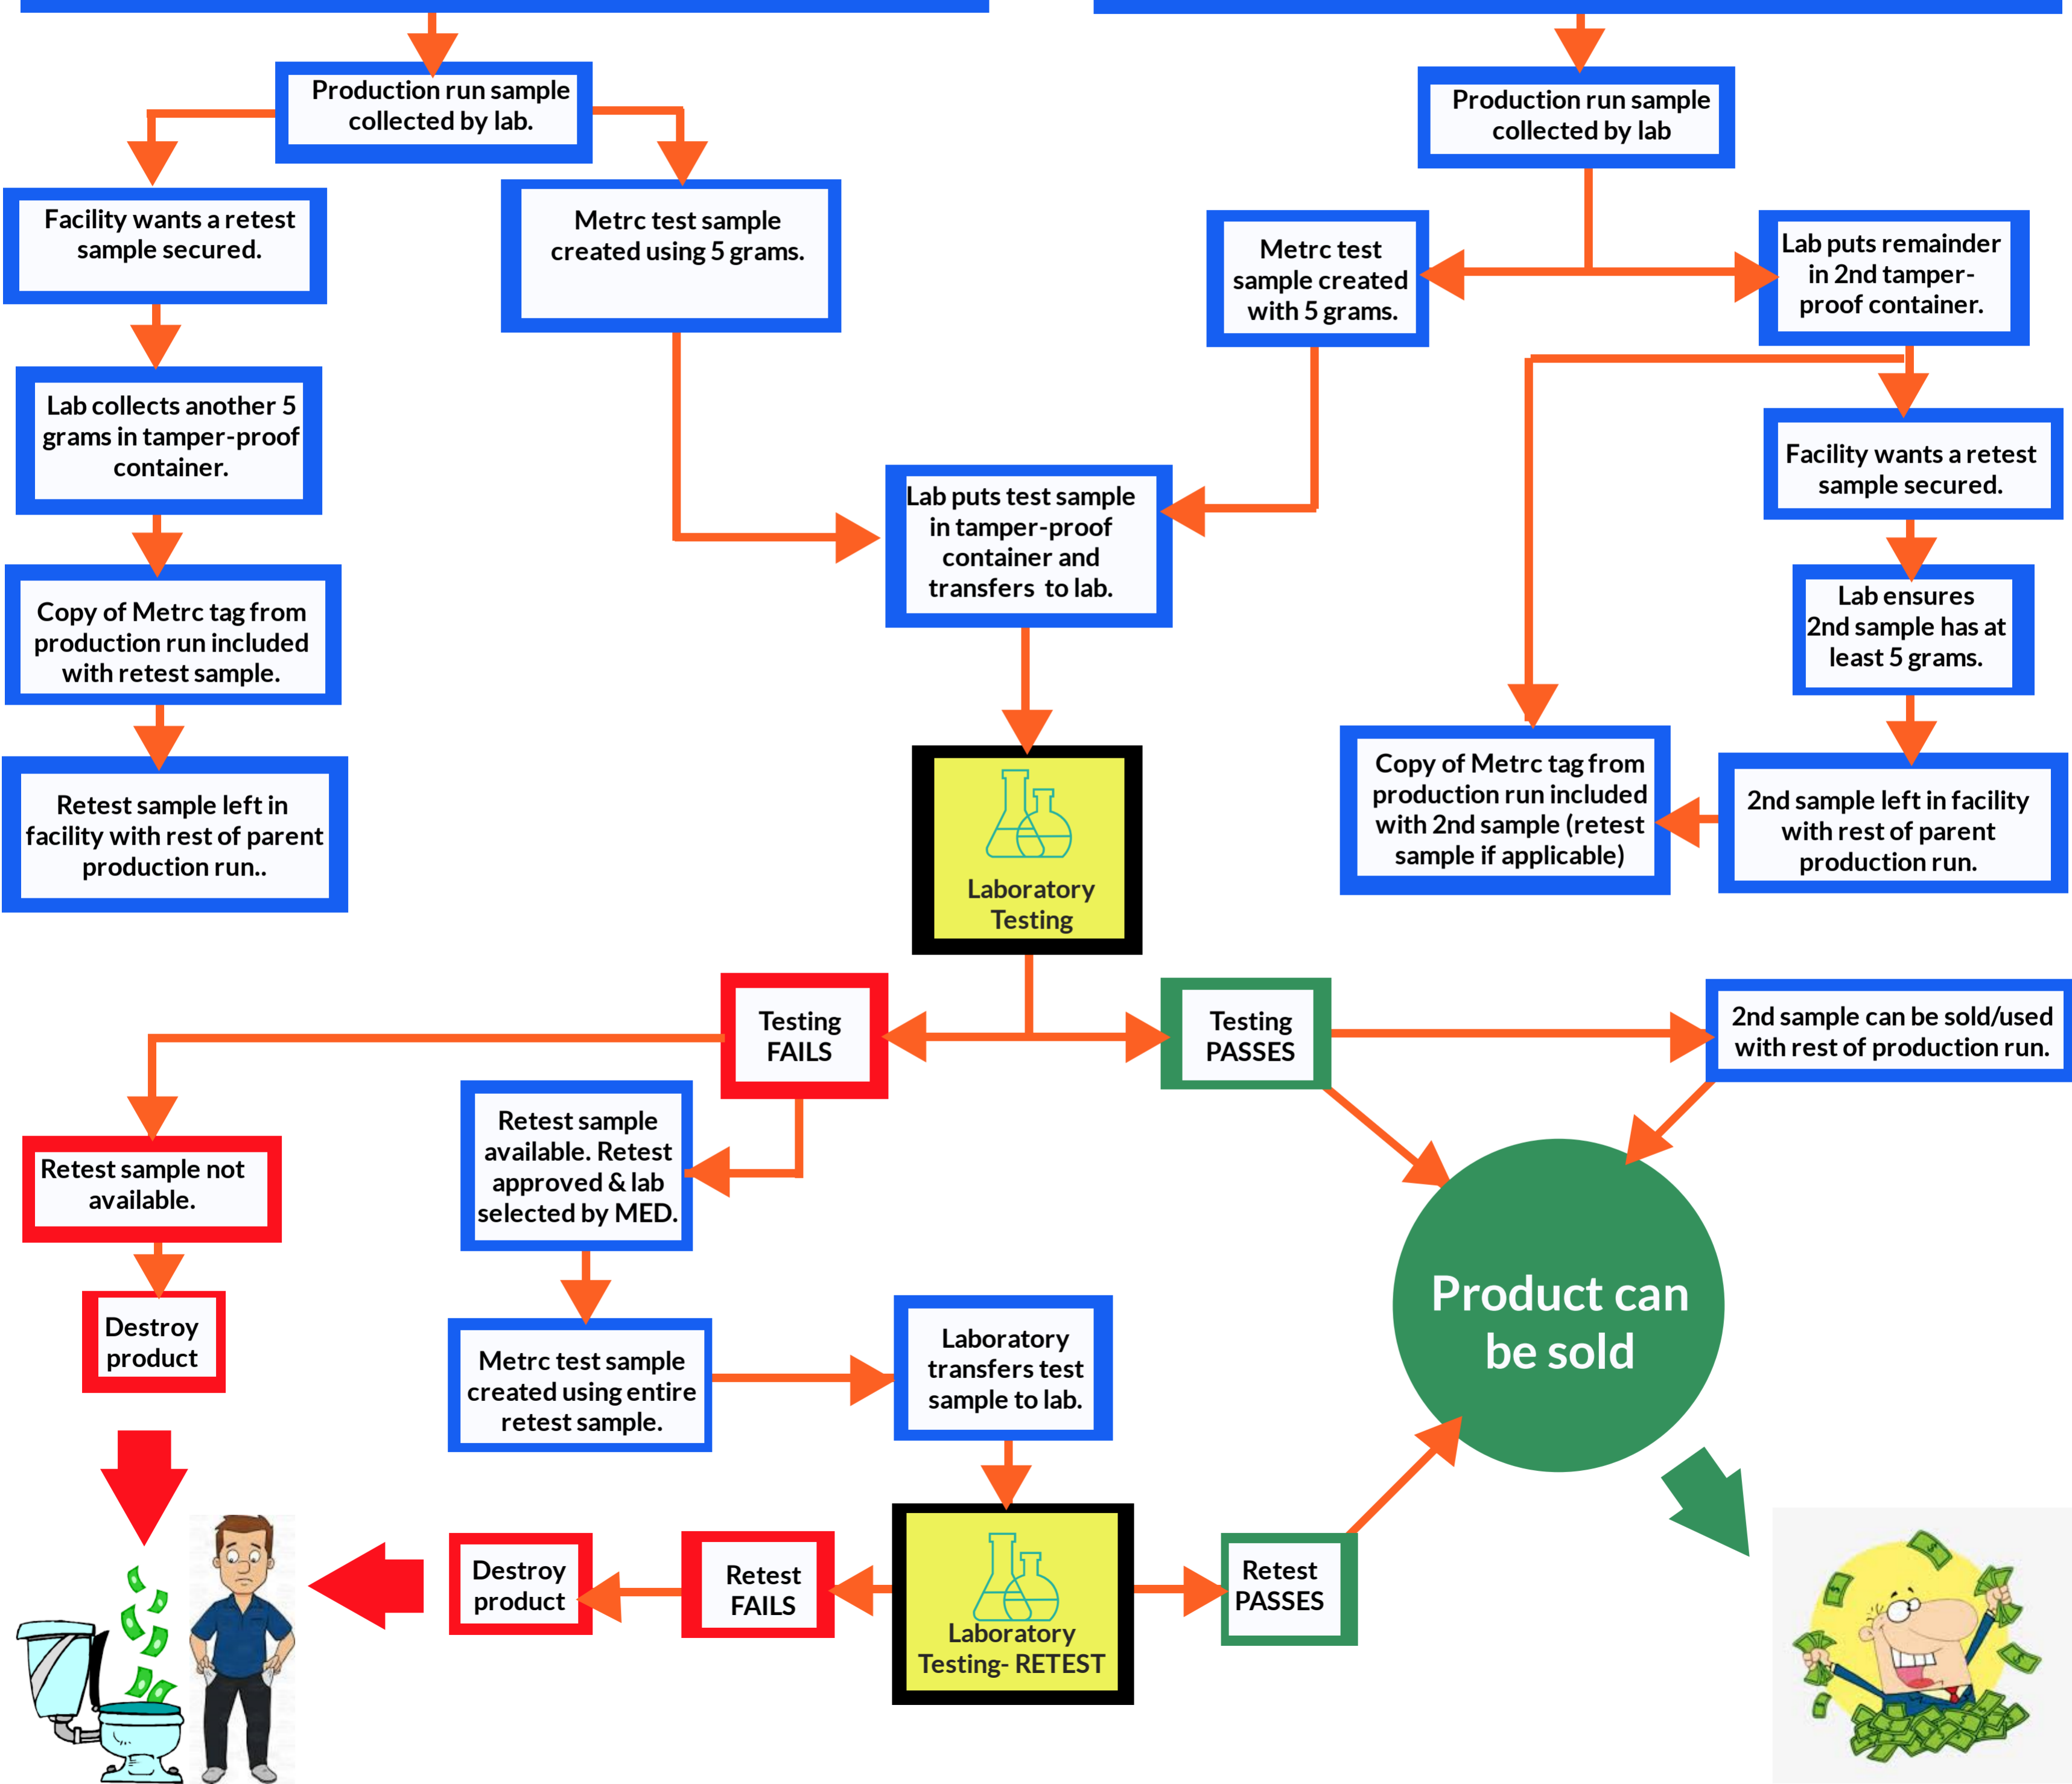 Production run sample
collected by lab.
Production run sample
collected by lab
Facility wants a retest
sample secured.
Metrc test sample
created using 5 grams.
Metrc test
sample created
with 5 grams.
Lab puts remainder
in 2nd tamper-
proof container.
Lab collects another 5
grams in tamper-proof
container.
Lab puts test sample
in tamper-proof
container and
transfers to lab.
Facility wants a retest
sample secured.
Copy of Metrc tag from
production run included
with retest sample.
Lab ensures
2nd sample has at
least 5 grams.
Retest sample left in
facility with rest of parent
production run..
Laboratory
Testing
Copy of Metrc tag from
production run included
with 2nd sample (retest
sample if applicable)
2nd sample left in facility
with rest of parent
production run.
Testing
FAILS
Testing
PASSES
2nd sample can be sold/used
with rest of production run.
Retest sample not
available.
Retest sample
available. Retest
approved & lab
selected by MED.
Destroy
product
Metrc test sample
created using entire
retest sample.
Laboratory
transfers test
sample to lab.
Product can
be sold
Destroy
product
Retest
FAILS
Laboratory
Testing- RETEST
Retest
PASSES